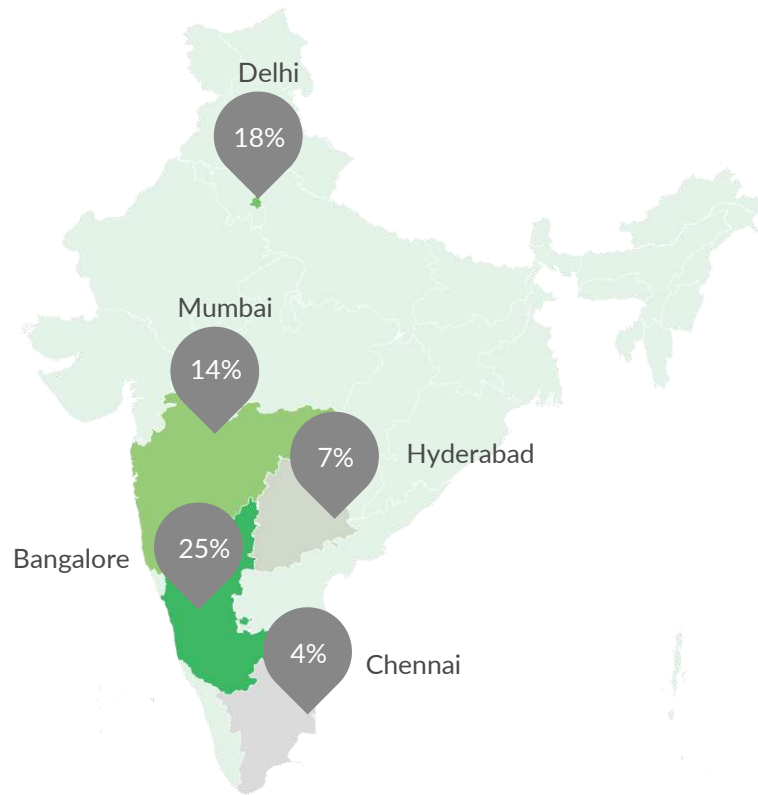 Delhi
18%
Mumbai
14%
7%
Hyderabad
Bangalore
25%
4%
Chennai